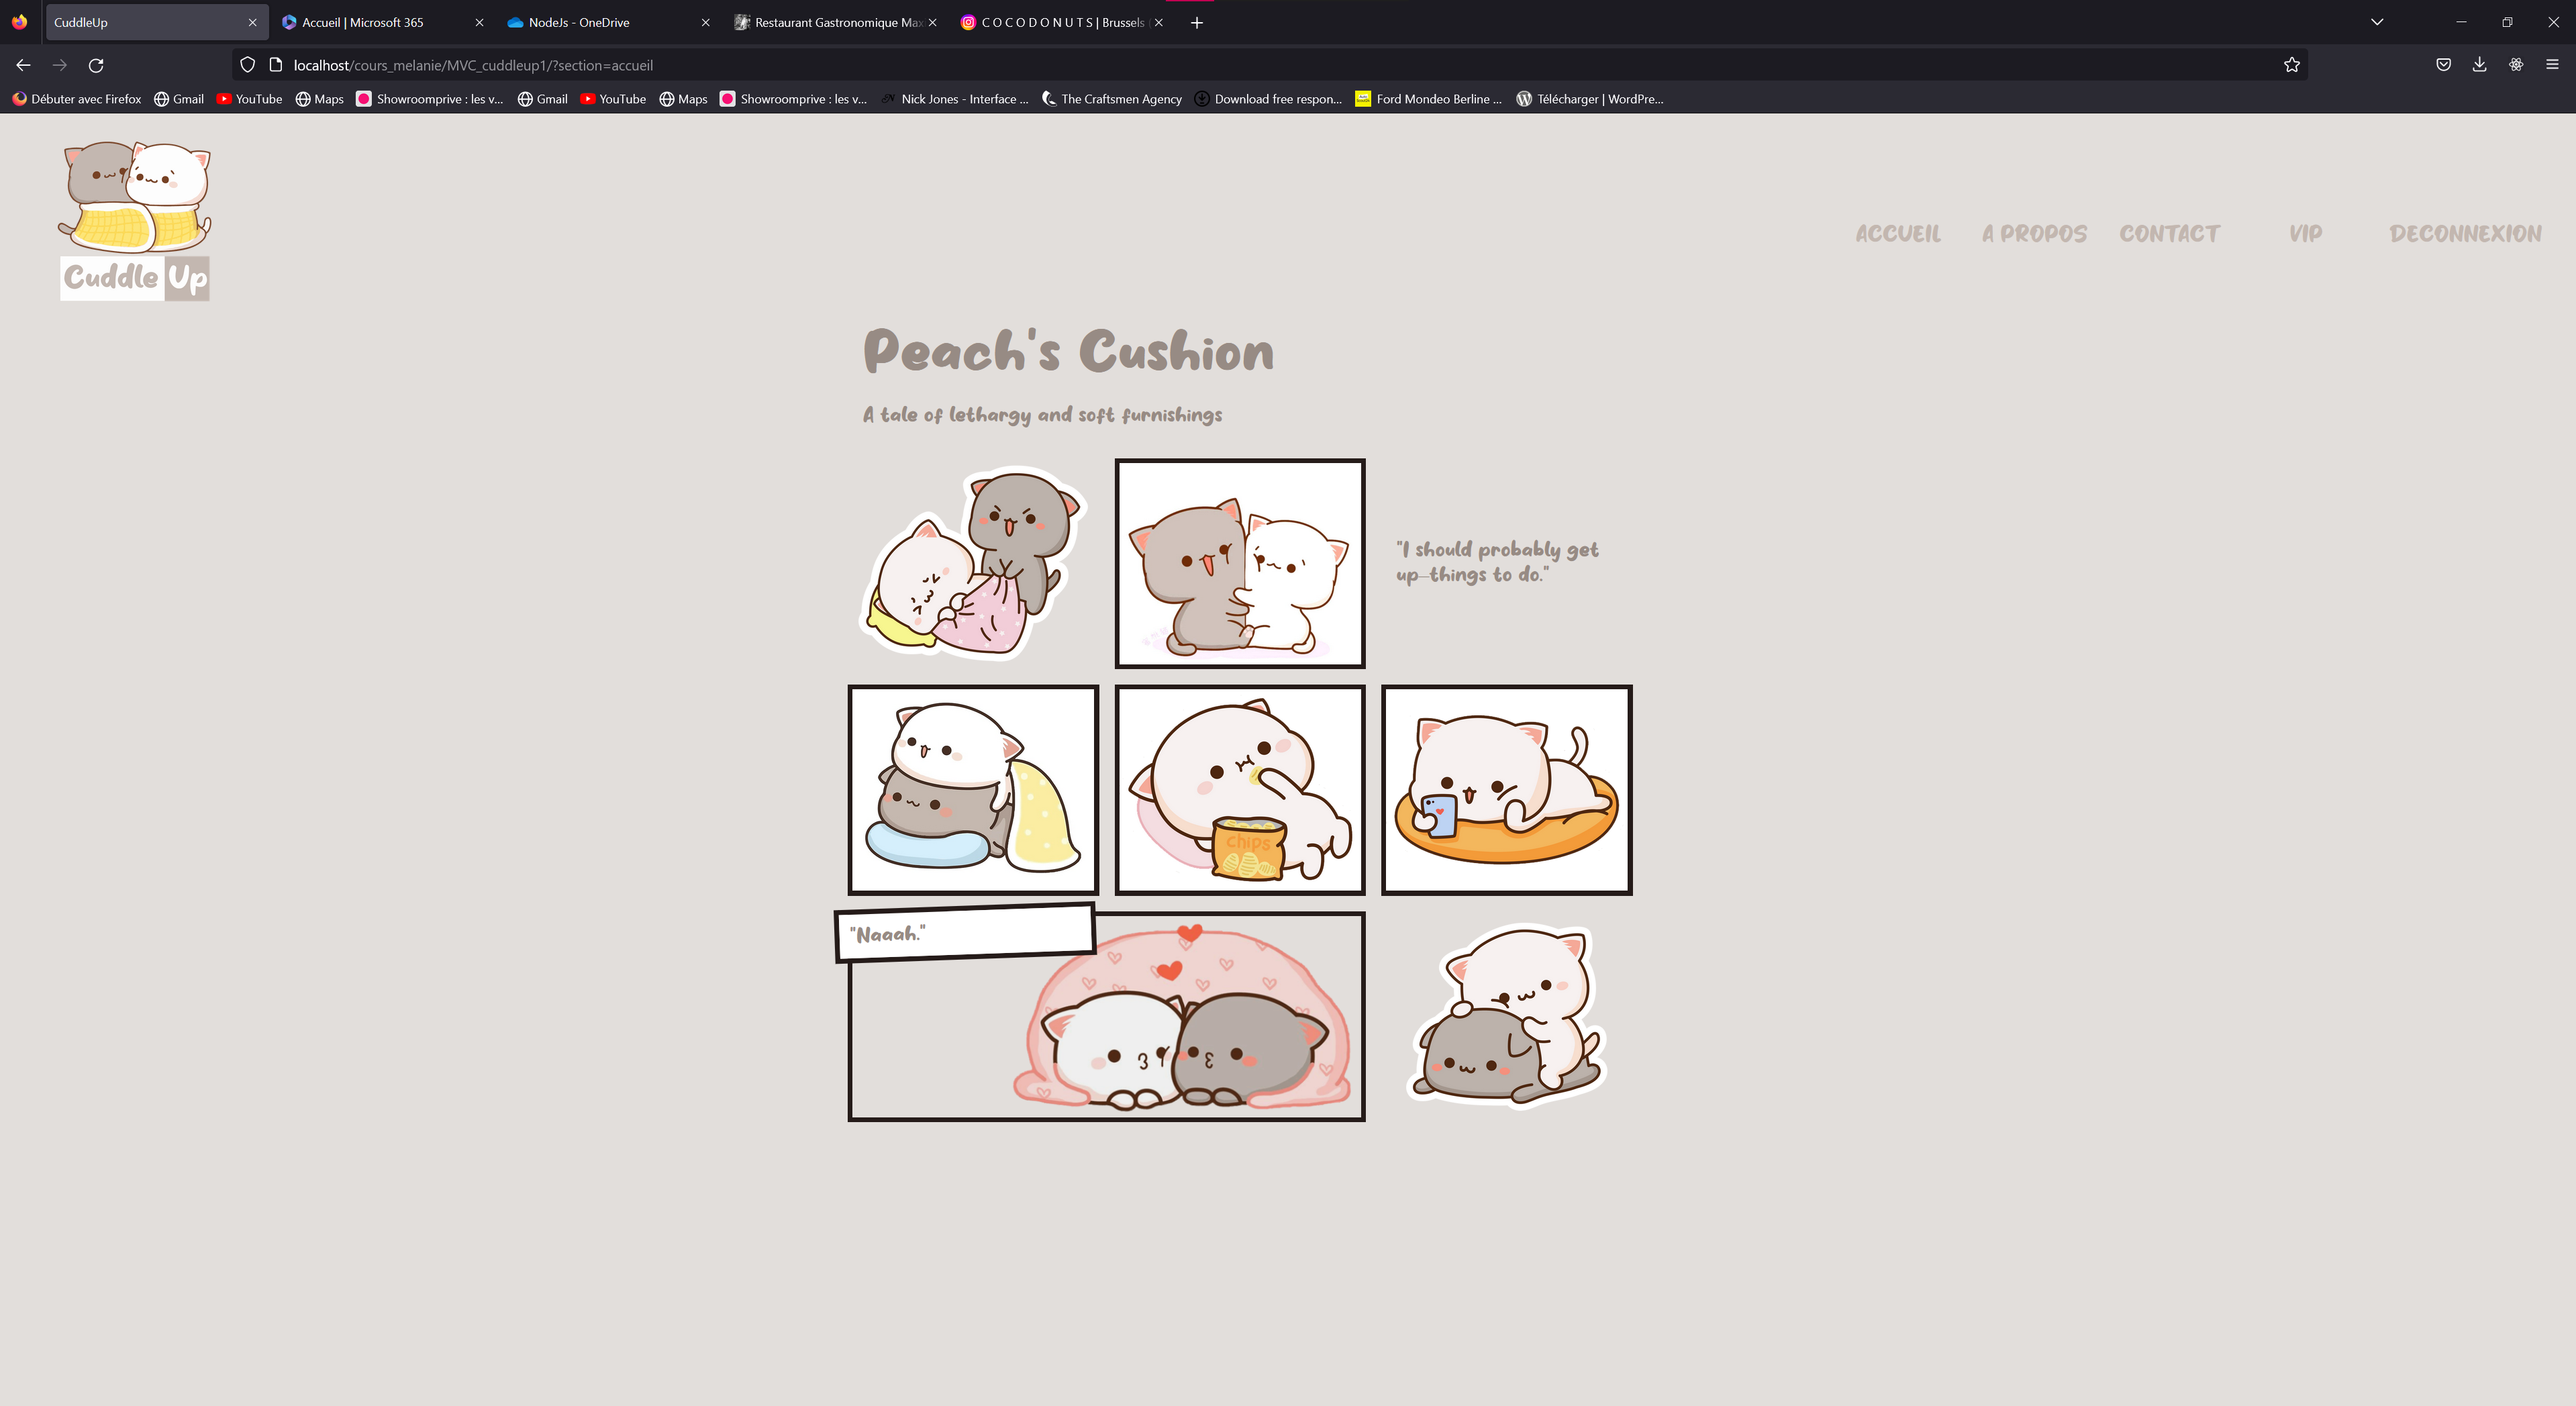 CuddleUp
Accueil | Microsoft 365
NodeJs - OneDrive
Restaurant Gastronomique Max
C O C O D O N U T S | Brussels
localhost/cours_melanie/MVC_cuddleup1/?section=accueil
Débuter avec Firefox
Gmail
YouTube
Maps
Showroomprive : les v...
Gmail
YouTube
Maps
Showroomprive : les v...
Nick Jones - Interface ...
The Craftsmen Agency
Download free respon...
Ford Mondeo Berline ...
Télécharger | WordPre...
Cuddle Up
ACCUEIL
A PROPOS
CONTACT
VIP
DECONNEXION
Peach's Cushion
A tale of lethargy and soft furnishings
"I should probably get
up—things to do."
chips
"Naaah."